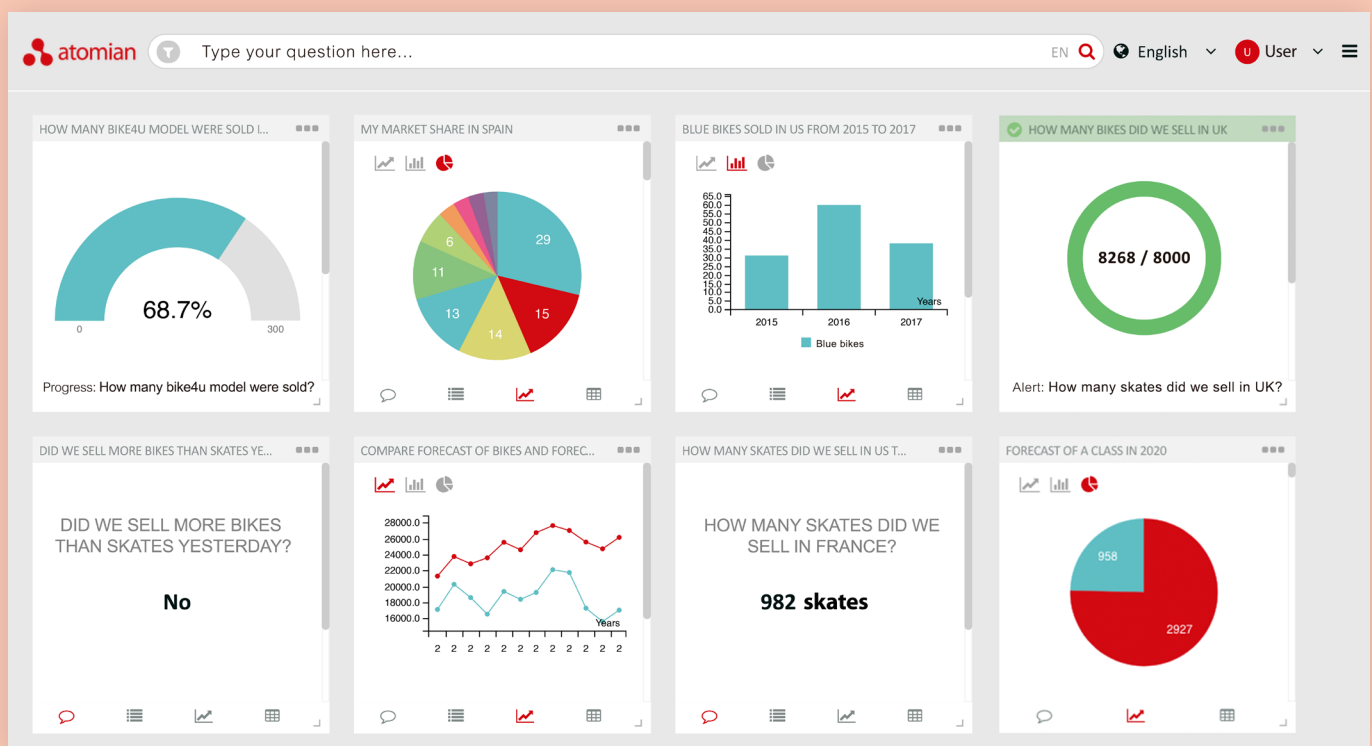 atomian
Type your question here...
EN
English
U
User
HOW MANY BIKE4U MODEL WERE SOLD I...
68.7%
0
300
Progress: How many bike4u model were sold?
MY MARKET SHARE IN SPAIN
29
15
14
13
11
6
BLUE BIKES SOLD IN US FROM 2015 TO 2017
65.0
60.0
55.0
50.0
45.0
40.0
35.0
30.0
25.0
20.0
15.0
10.0
5.0
0.0
Years
2015 2016 2017
Blue bikes
HOW MANY BIKES DID WE SELL IN UK
8268 / 8000
Alert: How many skates did we sell in UK?
DID WE SELL MORE BIKES THAN SKATES YE...
DID WE SELL MORE BIKES
THAN SKATES YESTERDAY?
No
COMPARE FORECAST OF BIKES AND FOREC...
28000.0
26000.0
24000.0
22000.0
20000.0
18000.0
16000.0
Years
2 2 2 2 2 2 2 2 2 2 2 2
HOW MANY SKATES DID WE SELL IN US T...
HOW MANY SKATES DID WE
SELL IN FRANCE?
982 skates
FORECAST OF A CLASS IN 2020
958
2927